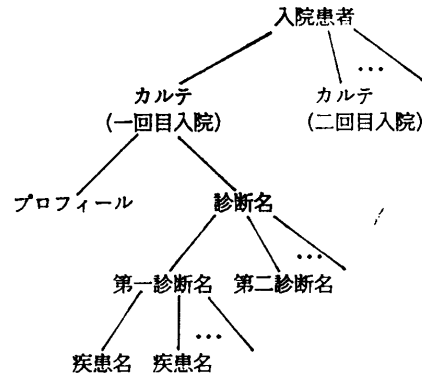 入院患者
…
カルテ
カルテ
(一回目入院)
(二回目入院)
プロフィール
診断名
…
第一診断名
第二診断名
…
疾患名
疾患名